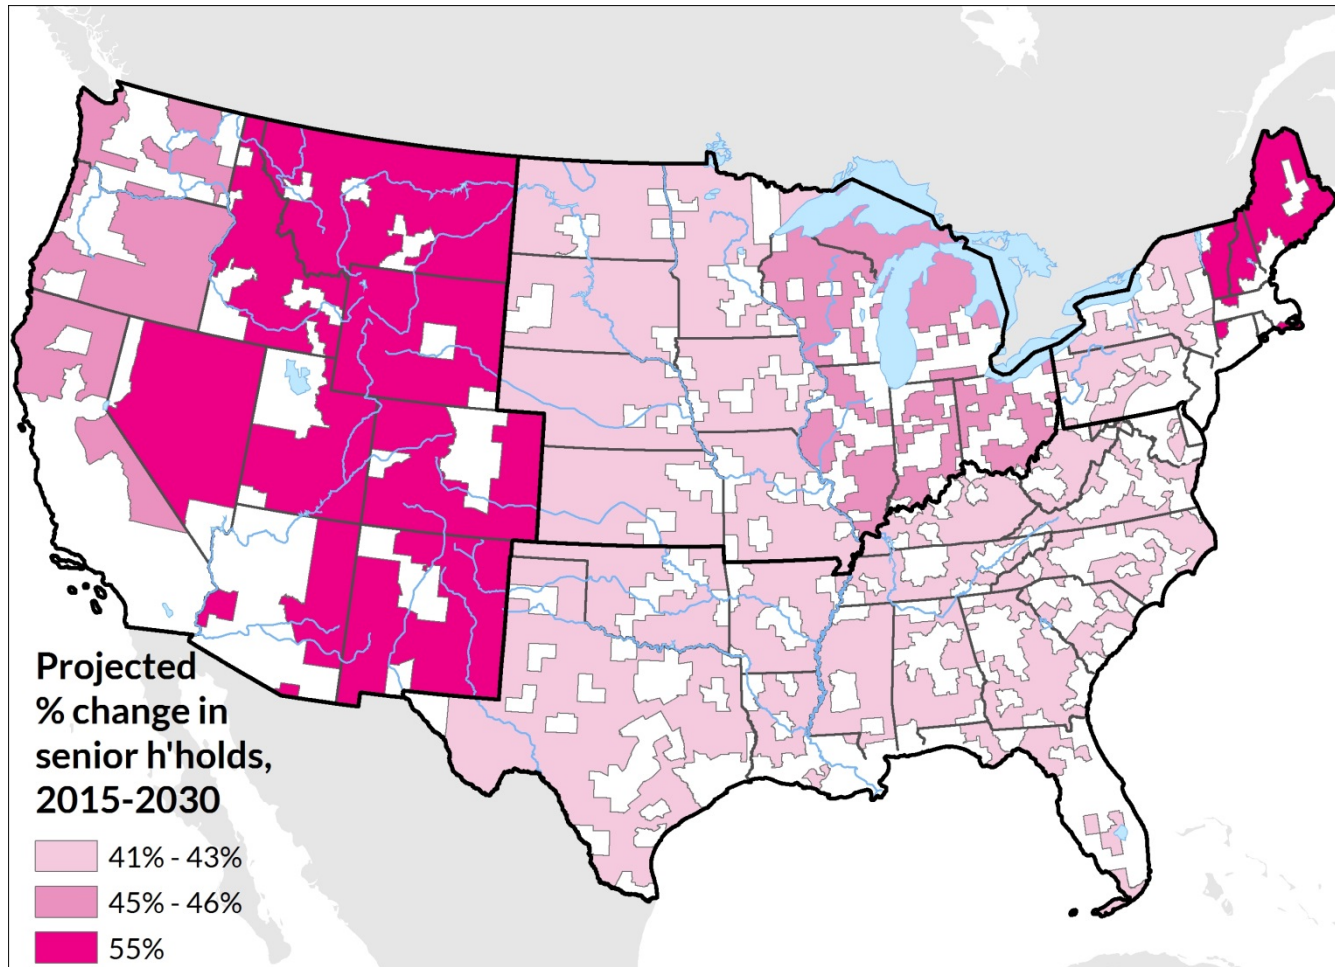 Projected
% change in
senior h'holds,
2015-2030
41% - 43%
45% - 46%
55%